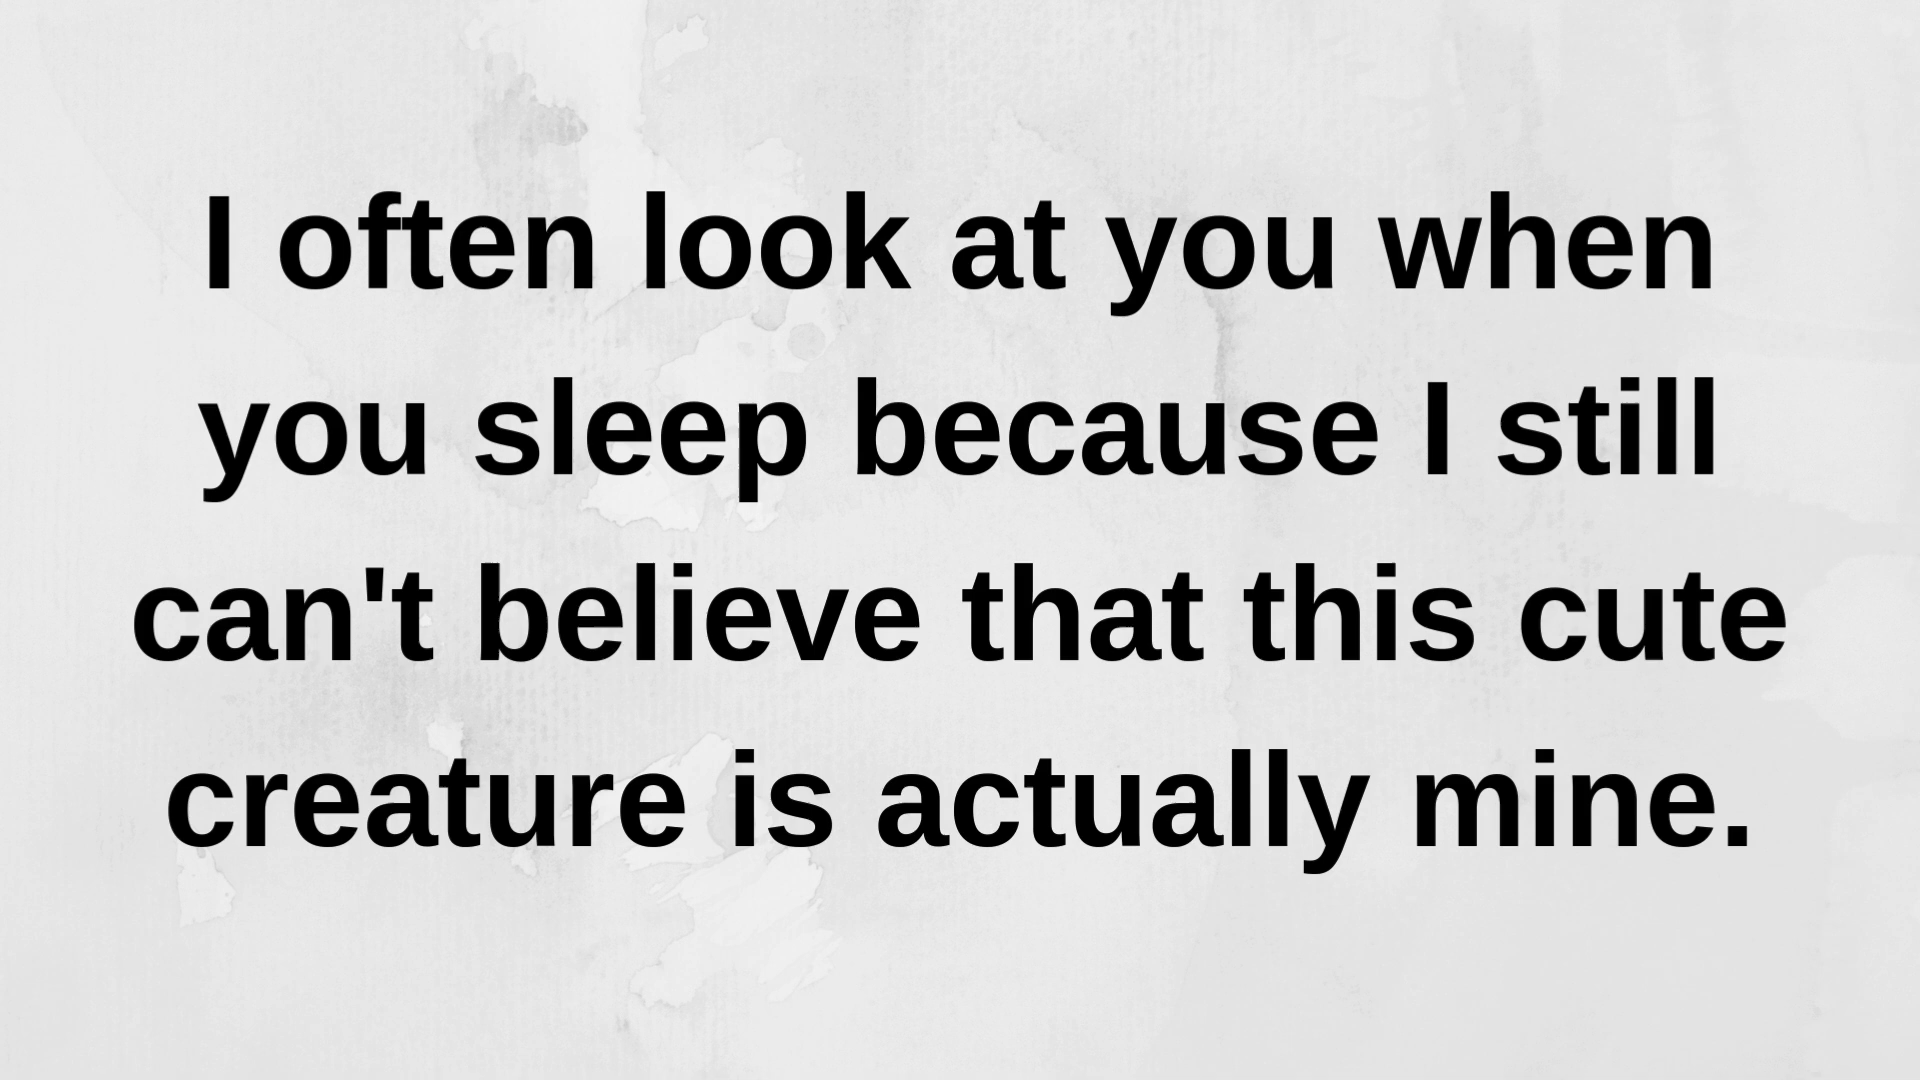 I often look at you when
you sleep because I still
can't believe that this cute
creature is actually mine.